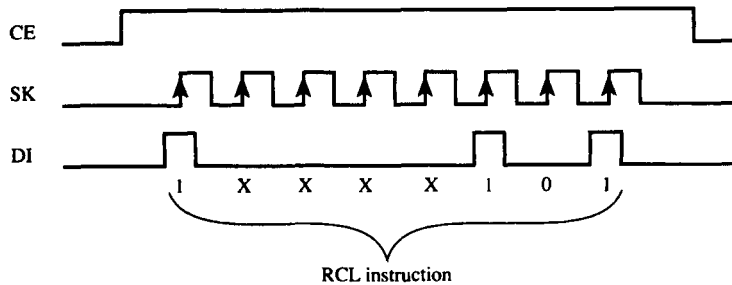 CE
SK
DI
1 X X X X 1 0 1
RCL instruction